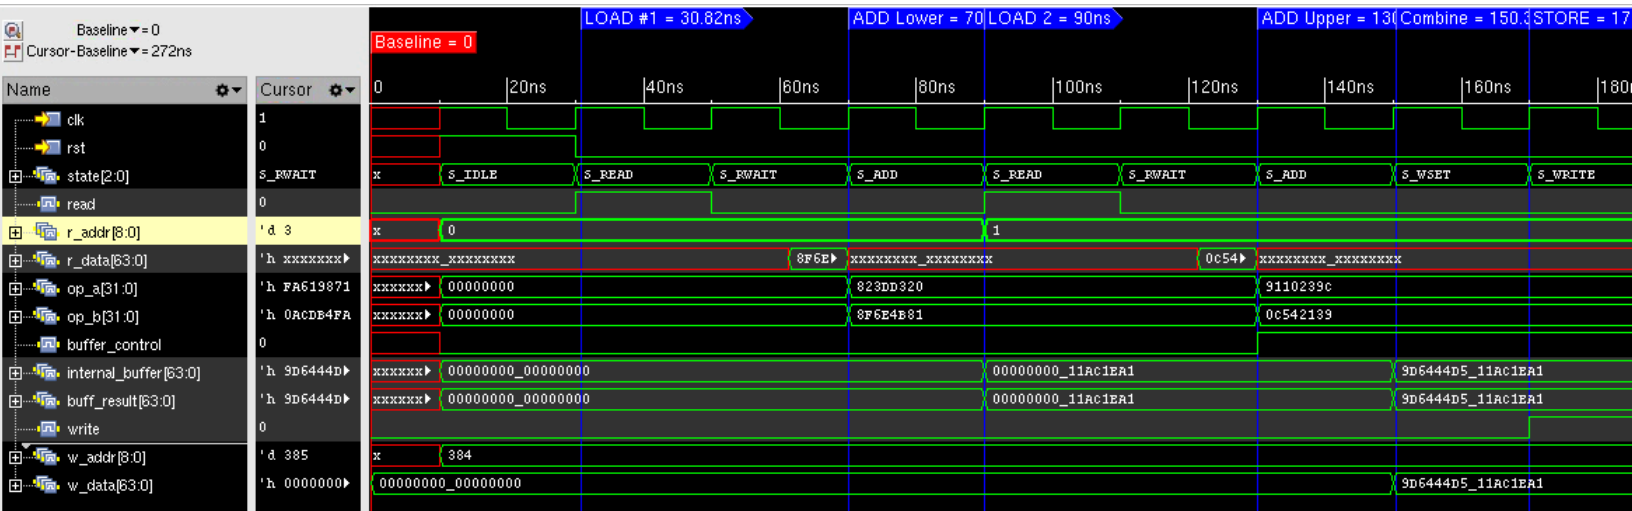 LOAD #1 = 30.82ns ADD Lower = 70 LOAD 2 = 90ns ADD Upper = 130 Combine = 150.3 STORE = 17
Baseline▼= 0
Baseline = 0
Cursor-Baseline▼= 272ns
Name Cursor 0 20ns 40ns 60ns 80ns 100ns 120ns 140ns 160ns 180
clk 1
rst 0
state[2:0] S_RWAIT x S_IDLE S_READ S_RWAIT S_ADD S_READ S_RWAIT S_ADD S_WSET S_WRITE
read 0
r_addr[8:0] 'd 3 x 0 1
r_data[63:0] 'h xxxxxxx▶ xxxxxxxx_xxxxxxxx 8F6E▶ xxxxxxxx_xxxxxxxx 0C54▶ xxxxxxxx_xxxxxxxx
op_a[31:0] 'h FA619871 xxxxxx▶ 00000000 823DD320 9110239C
op_b[31:0] 'h 0ACDB4FA xxxxxx▶ 00000000 8F6E4B81 0C542139
buffer_control 0
internal_buffer[63:0] 'h 9D6444D▶ xxxxxx▶ 00000000_00000000 00000000_11AC1EA1 9D6444D5_11AC1EA1
buff_result[63:0] 'h 9D6444D▶ xxxxxx▶ 00000000_00000000 00000000_11AC1EA1 9D6444D5_11AC1EA1
write 0
w_addr[8:0] 'd 385 x 384
w_data[63:0] 'h 0000000▶ 00000000_00000000 9D6444D5_11AC1EA1